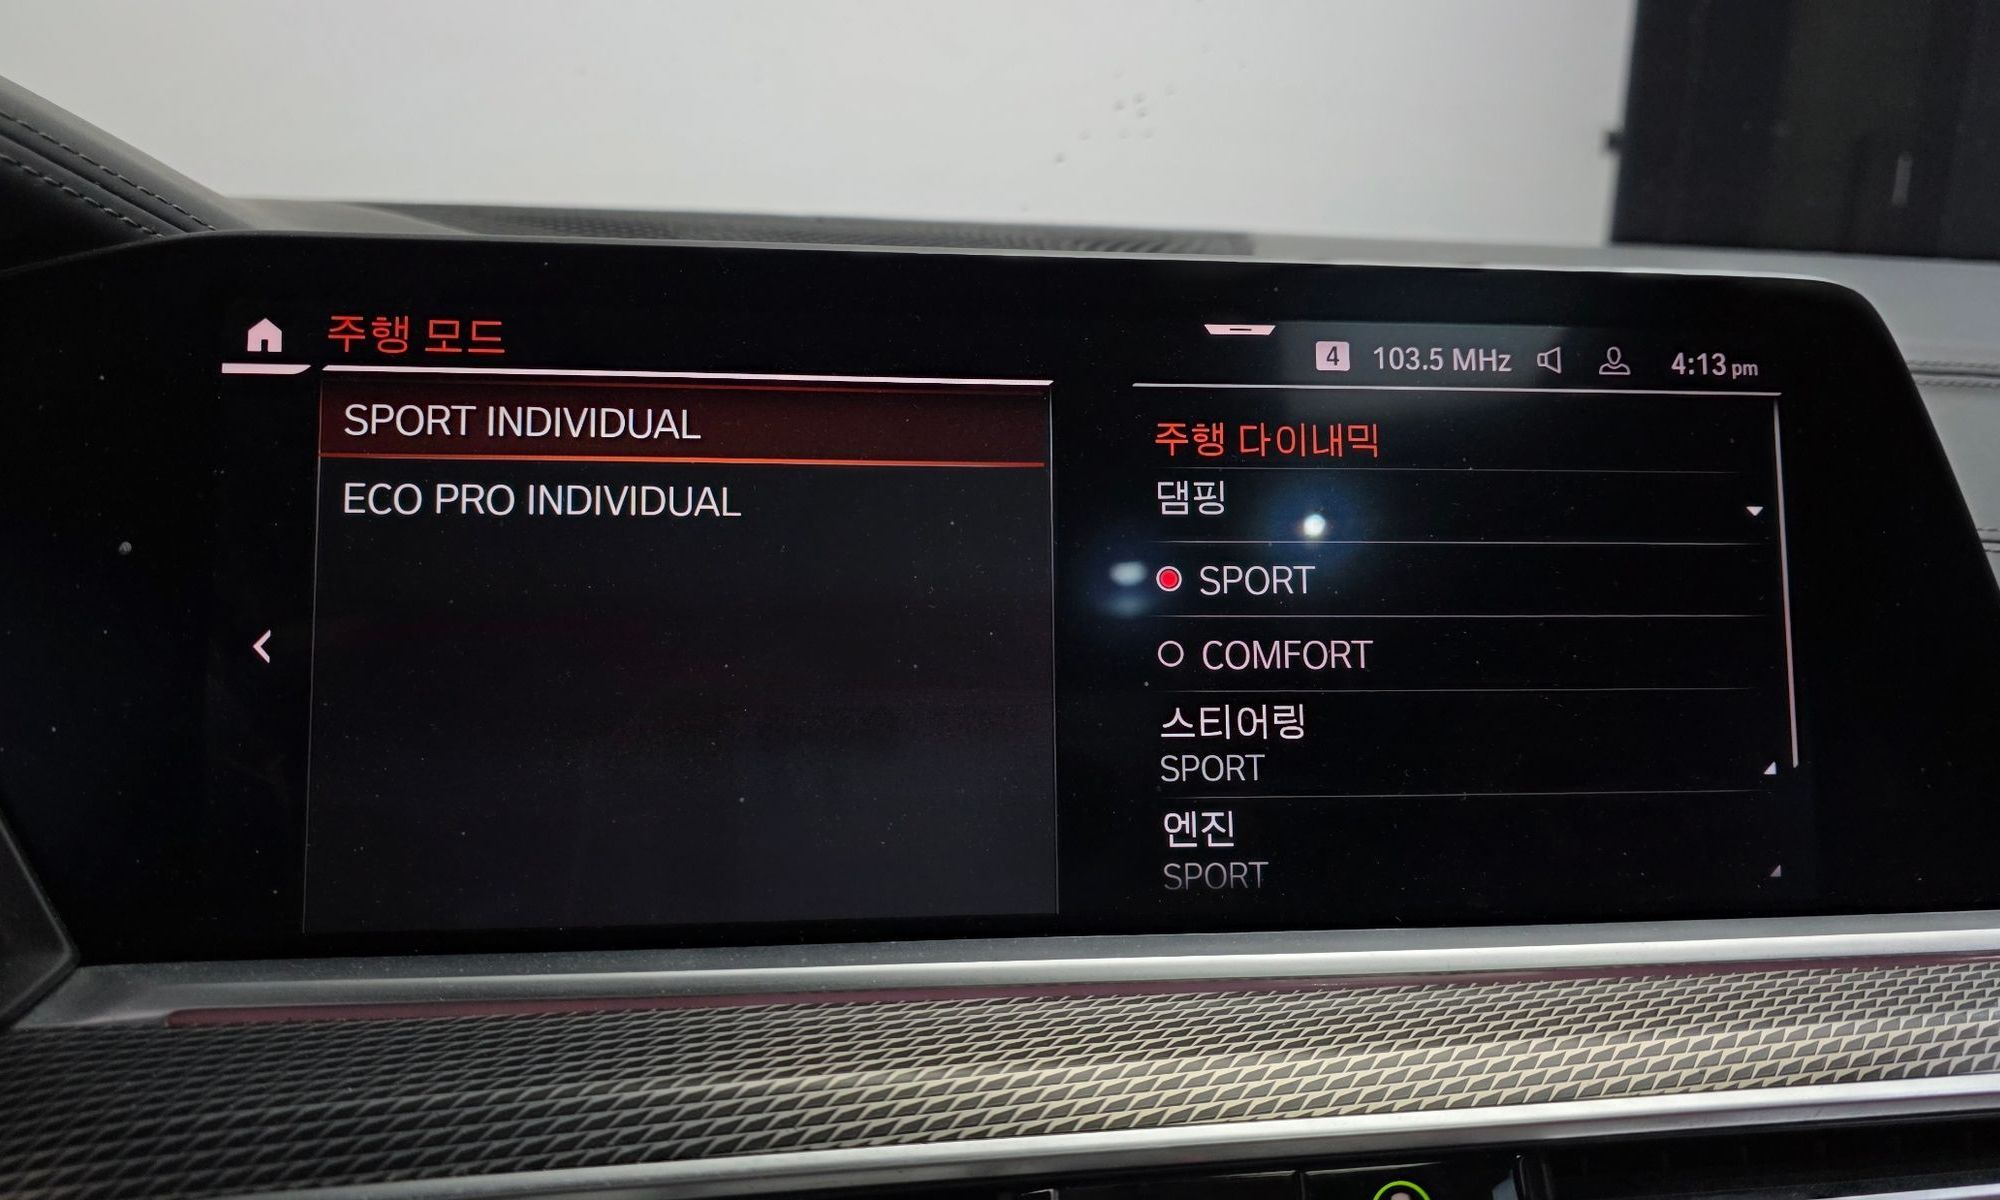 주행 모드
4 103.5 MHz 4:13 pm
SPORT INDIVIDUAL
ECO PRO INDIVIDUAL
주행 다이내믹
댐핑
SPORT
COMFORT
스티어링
SPORT
엔진
SPORT